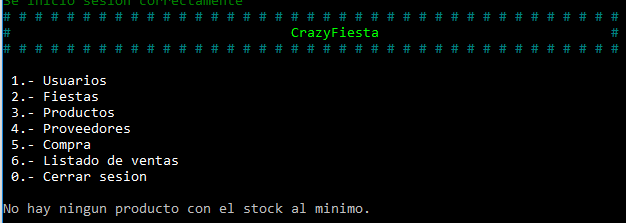 Se inicio sesion correctamente
# # # # # # # # # # # # # # # # # # # # # # # # # # # # # # # # # # # # # # #
# CrazyFiesta #
# # # # # # # # # # # # # # # # # # # # # # # # # # # # # # # # # # # # # # #
1.- Usuarios
2.- Fiestas
3.- Productos
4.- Proveedores
5.- Compra
6.- Listado de ventas
0.- Cerrar sesion
No hay ningun producto con el stock al minimo.